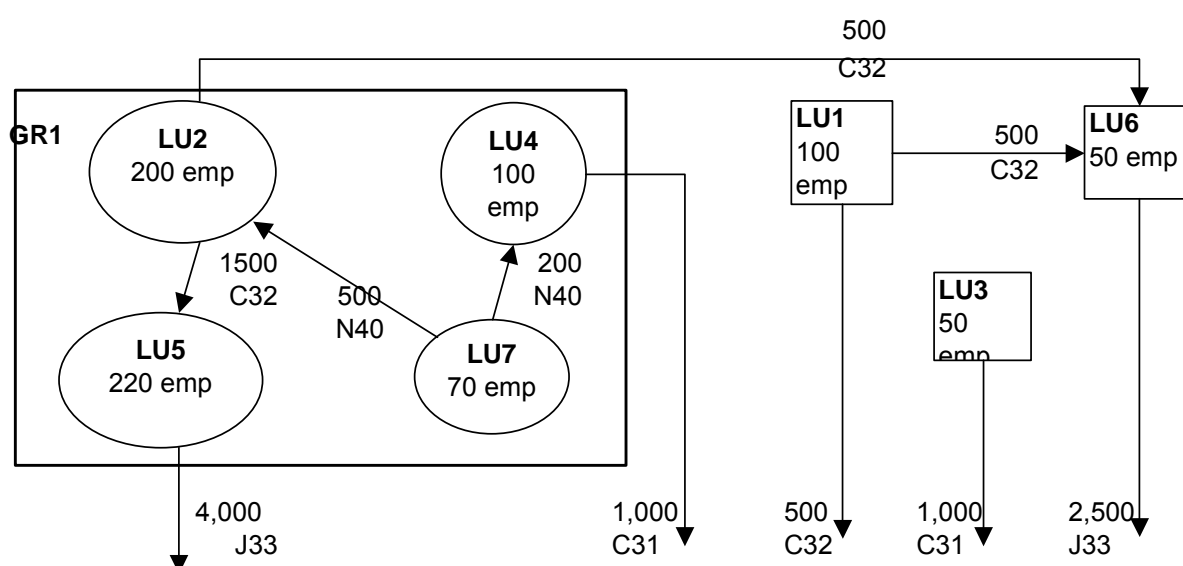 500
C32
GR1
LU2
200 emp
LU4
100
emp
LU1
100
emp
500
C32
LU6
50 emp
1500
C32
500
N40
200
N40
LU3
50
emp
LU5
220 emp
LU7
70 emp
4,000
J33
1,000
C31
500
C32
1,000
C31
2,500
J33